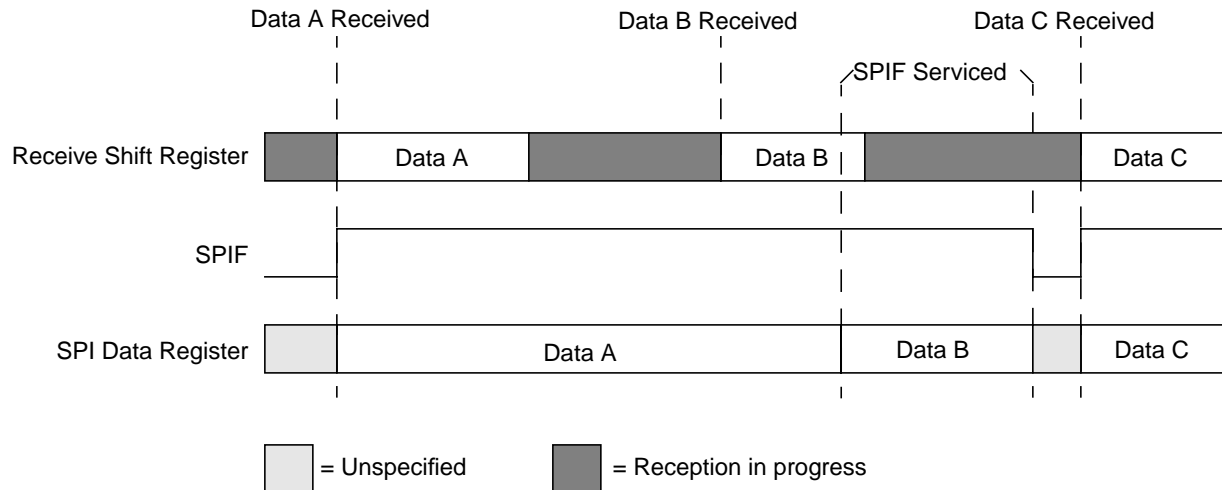 Data A Received
Data B Received
Data C Received
SPIF Serviced
Receive Shift Register
Data A
Data B
Data C
SPIF
SPI Data Register
Data A
Data B
Data C
= Unspecified
= Reception in progress